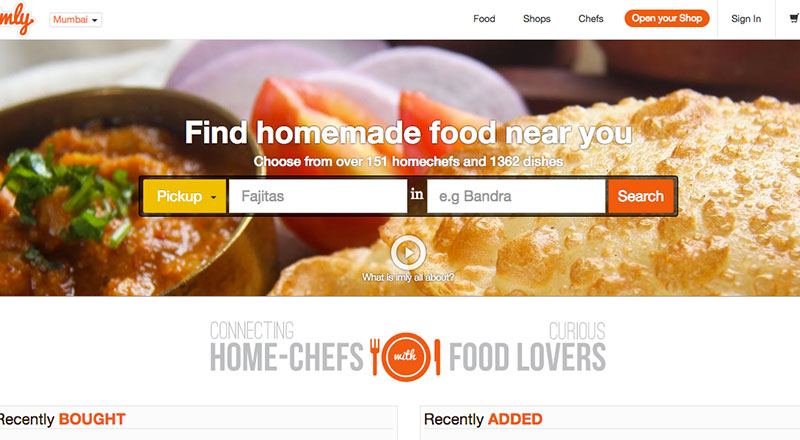 mly
Mumbai
Food
Shops
Chefs
Open your Shop
Sign In
Find homemade food near you
Choose from over 151 homechefs and 1362 dishes
Pickup
Fajitas
in
e.g Bandra
Search
What is imly all about?
CONNECTING
CURIOUS
HOME-CHEFS with FOOD LOVERS
Recently BOUGHT
Recently ADDED